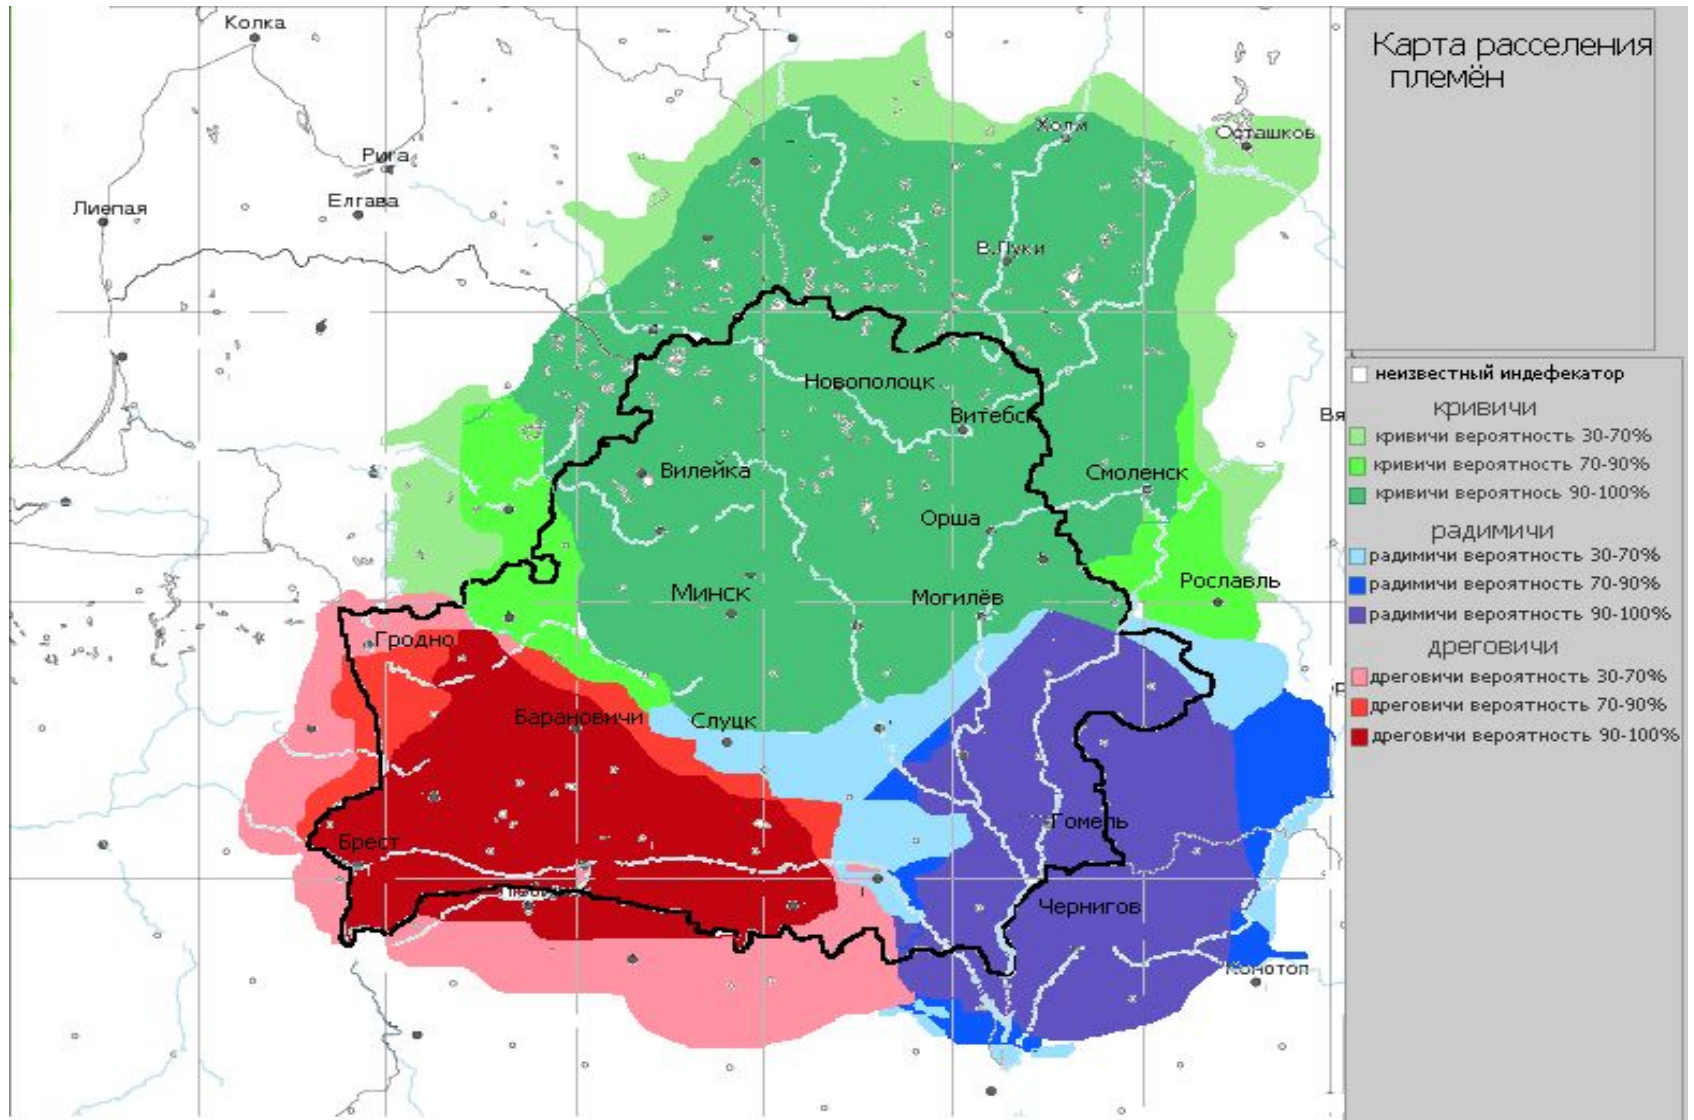 Карта расселения
племён
Колка
Рига
Елгава
Лиепая
Холм
Осташков
В.Луки
Новополоцк
Витебск
Вилейка
Смоленск
Орша
Минск
Могилёв
Рославль
Гродно
Барановичи
Слуцк
Брест
Гомель
Чернигов
Конотоп
Вя
неизвестный индефекатор
кривичи
кривичи вероятность 30-70%
кривичи вероятность 70-90%
кривичи вероятнось 90-100%
радимичи
радимичи вероятность 30-70%
радимичи вероятность 70-90%
радимичи вероятность 90-100%
дреговичи
дреговичи вероятность 30-70%
дреговичи вероятность 70-90%
дреговичи вероятность 90-100%